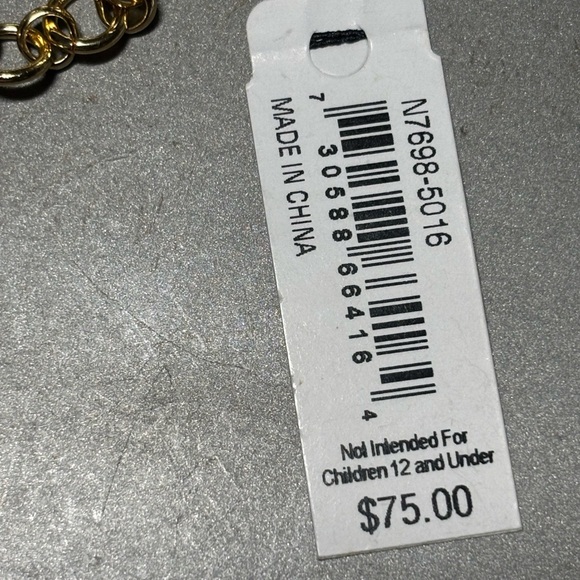 N7698-5016
7 30588 66416 4
MADE IN CHINA
Not Intended For
Children 12 and Under
$75.00